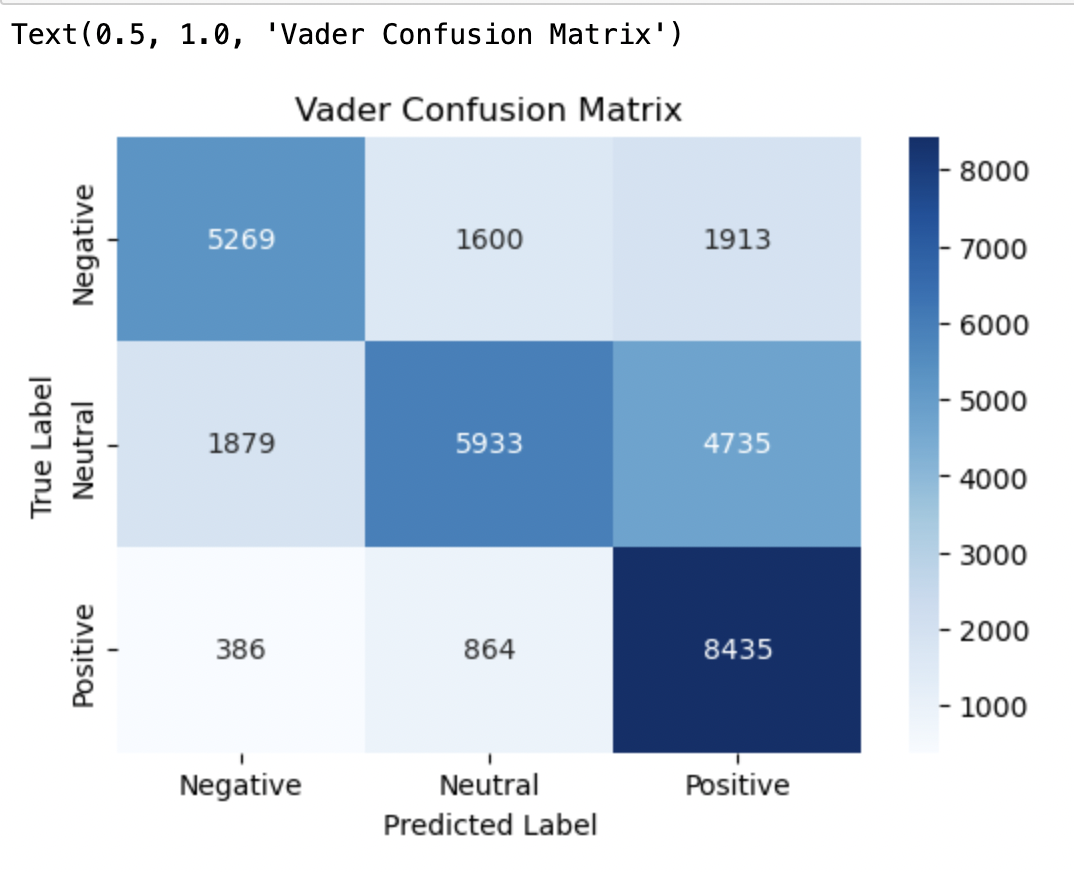 Text(0.5, 1.0, 'Vader Confusion Matrix')
Vader Confusion Matrix
True Label
Negative
5269 1600 1913
Neutral
1879 5933 4735
Positive
386 864 8435
Negative Neutral Positive
Predicted Label
8000
7000
6000
5000
4000
3000
2000
1000